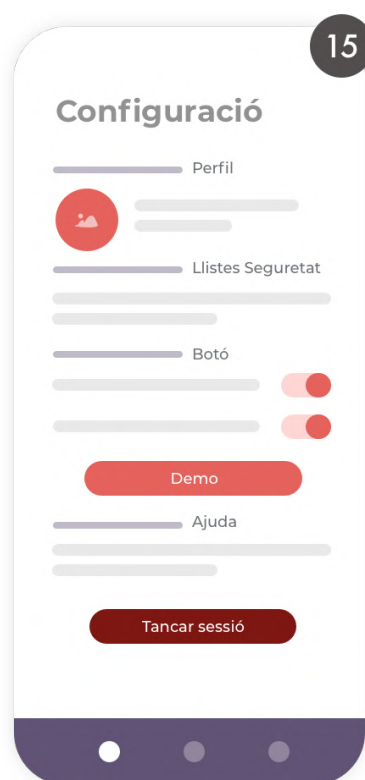 15
Configuració
Perfil
Llistes Seguretat
Botó
Demo
Ajuda
Tancar sessió